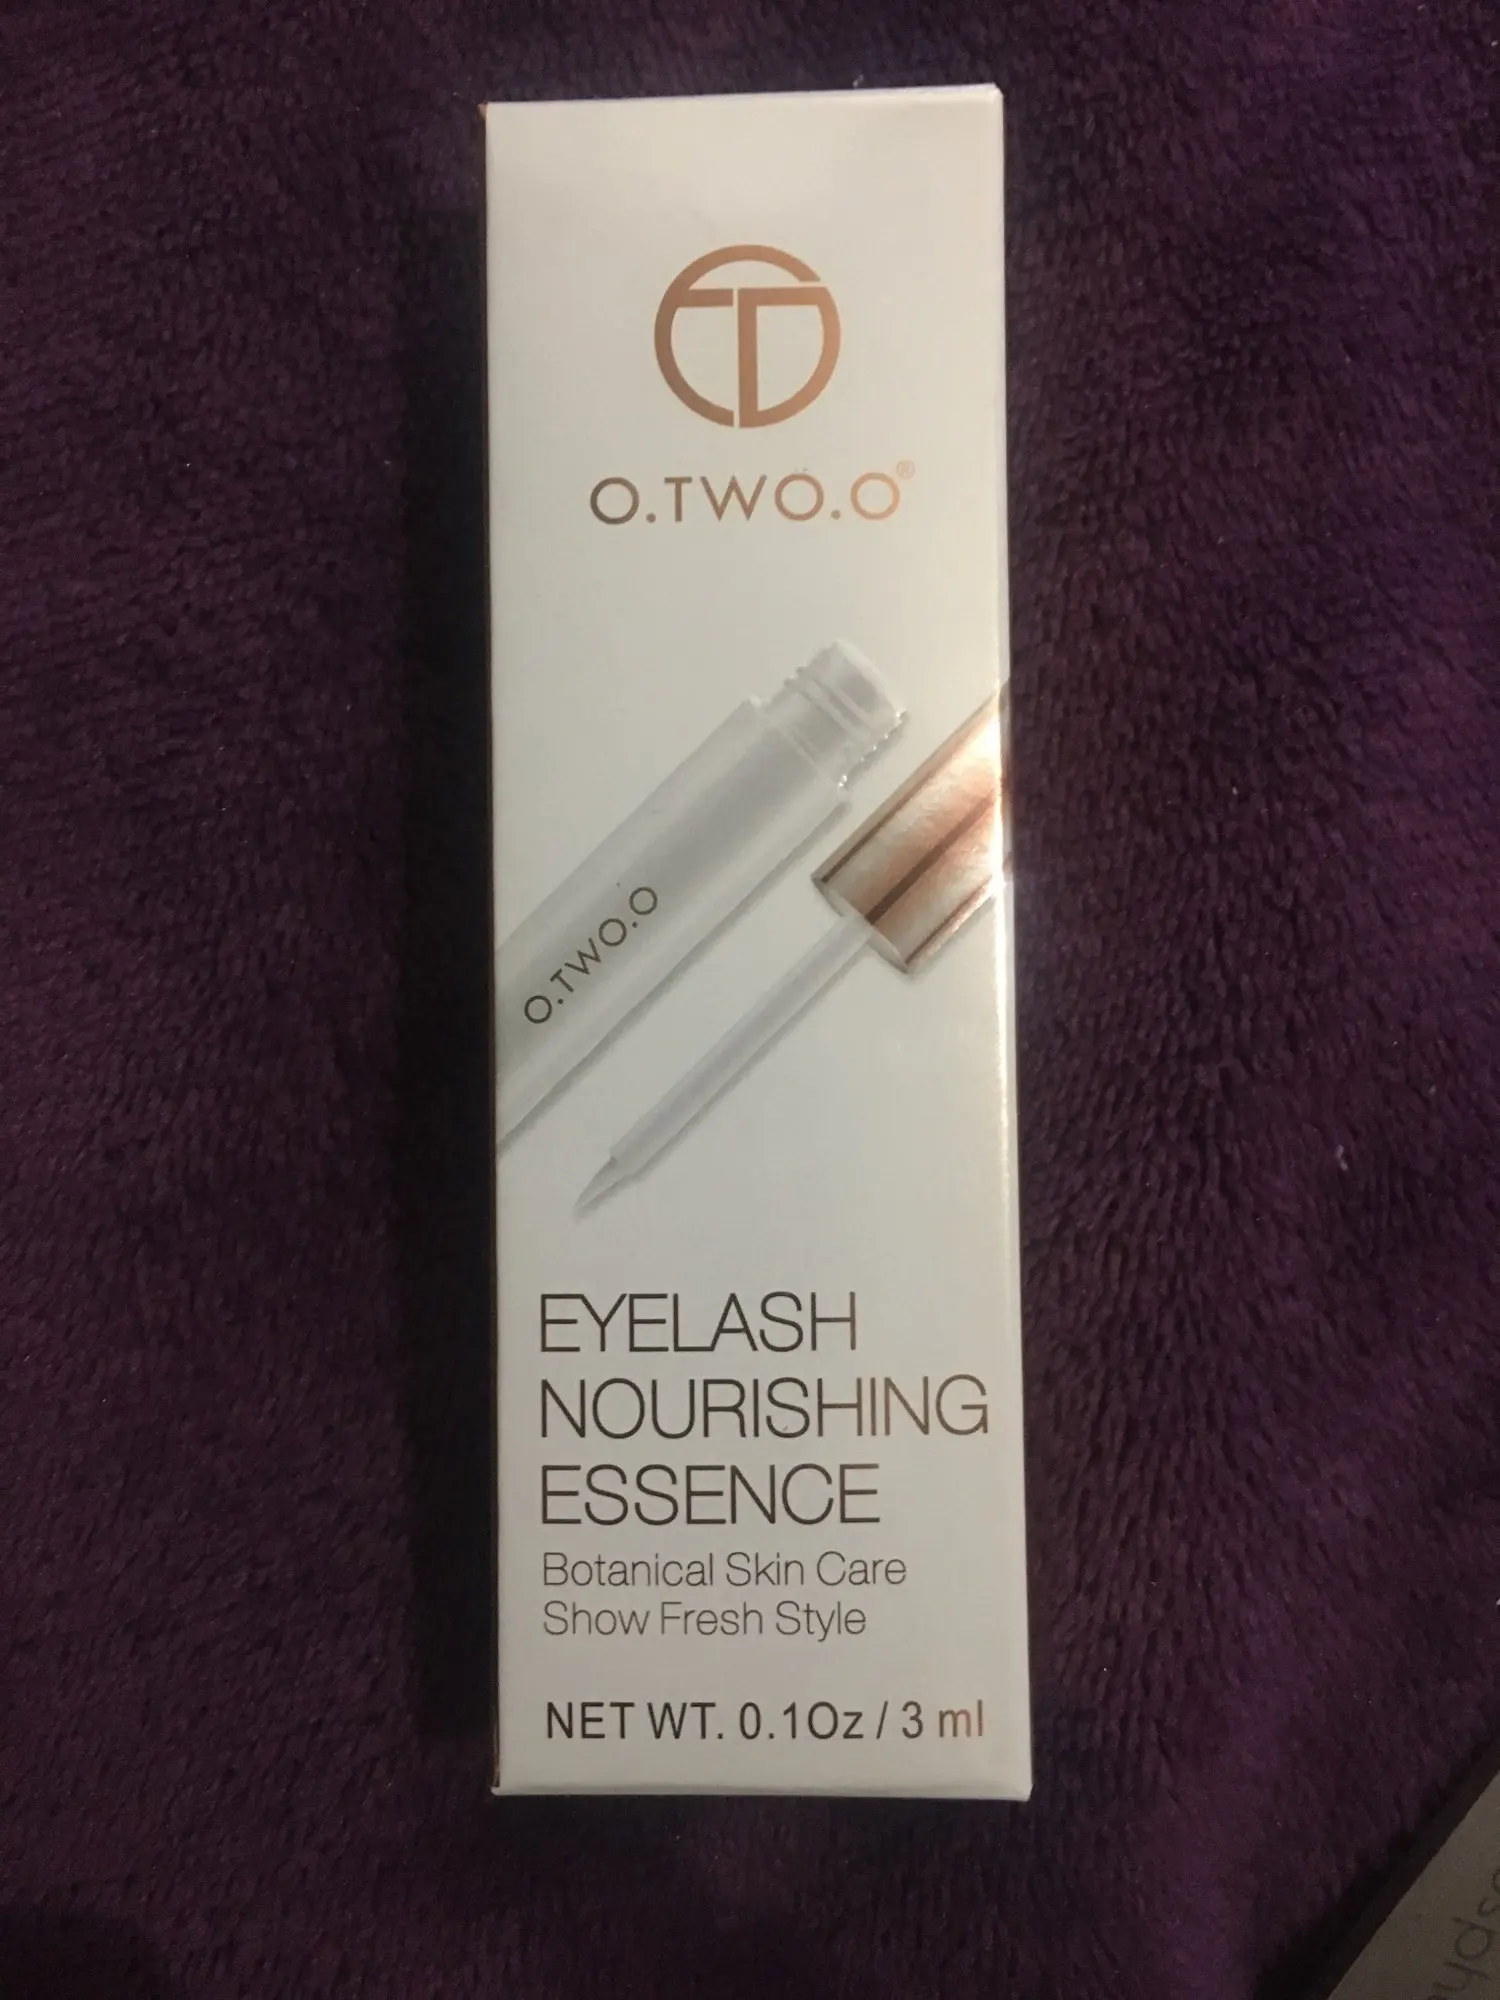 O.TWO.O®
O.TWO.O
EYELASH
NOURISHING
ESSENCE
Botanical Skin Care
Show Fresh Style
NET WT. 0.1Oz / 3 ml